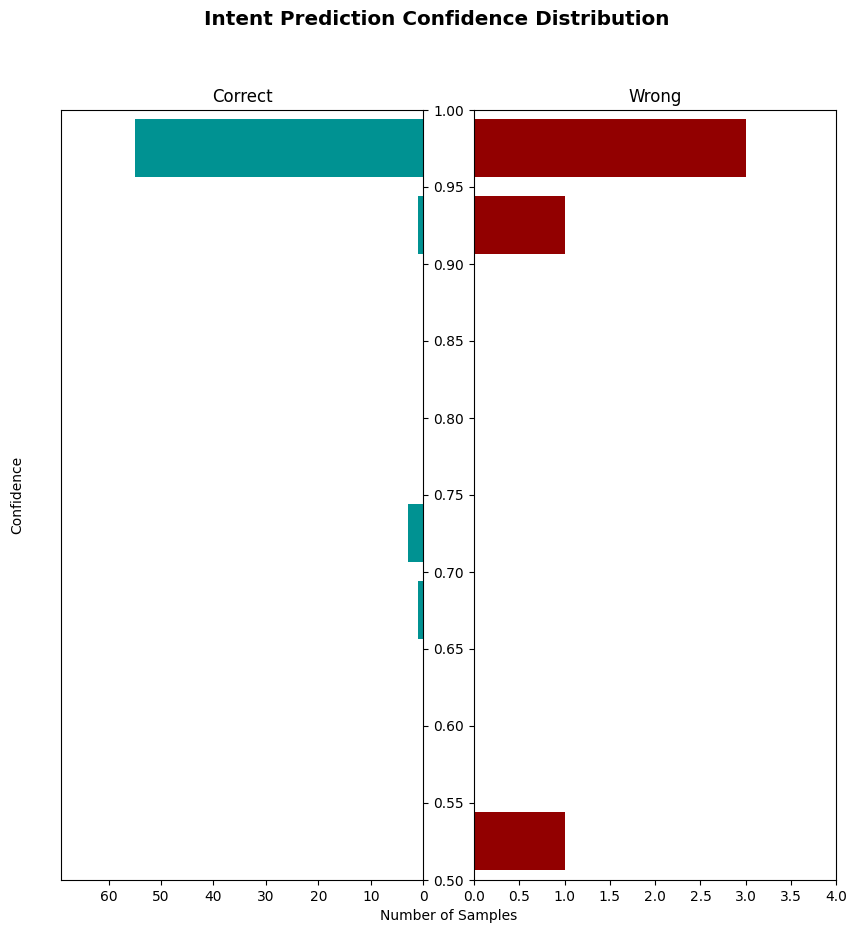 Intent Prediction Confidence Distribution
Correct
Wrong
1.00
0.95
0.90
0.85
0.80
0.75
0.70
0.65
0.60
0.55
0.50
Confidence
60 50 40 30 20 10 0
0.0 0.5 1.0 1.5 2.0 2.5 3.0 3.5 4.0
Number of Samples